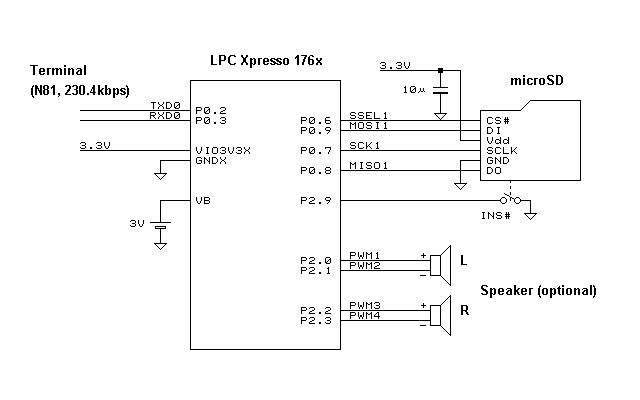 LPC Xpresso 176x
Terminal
(N81, 230.4kbps)
TXD0
RXD0
P0.2
P0.3
3.3V
VIO3V3X
GNDX
VB
3V
P0.6
P0.9
P0.7
P0.8
P2.9
P2.0
P2.1
P2.2
P2.3
3.3V
10μ
SSEL1
MOSI1
SCK1
MISO1
microSD
CS#
DI
Vdd
SCLK
GND
DO
INS#
PWM1
PWM2
+
−
L
Speaker (optional)
PWM3
PWM4
+
−
R